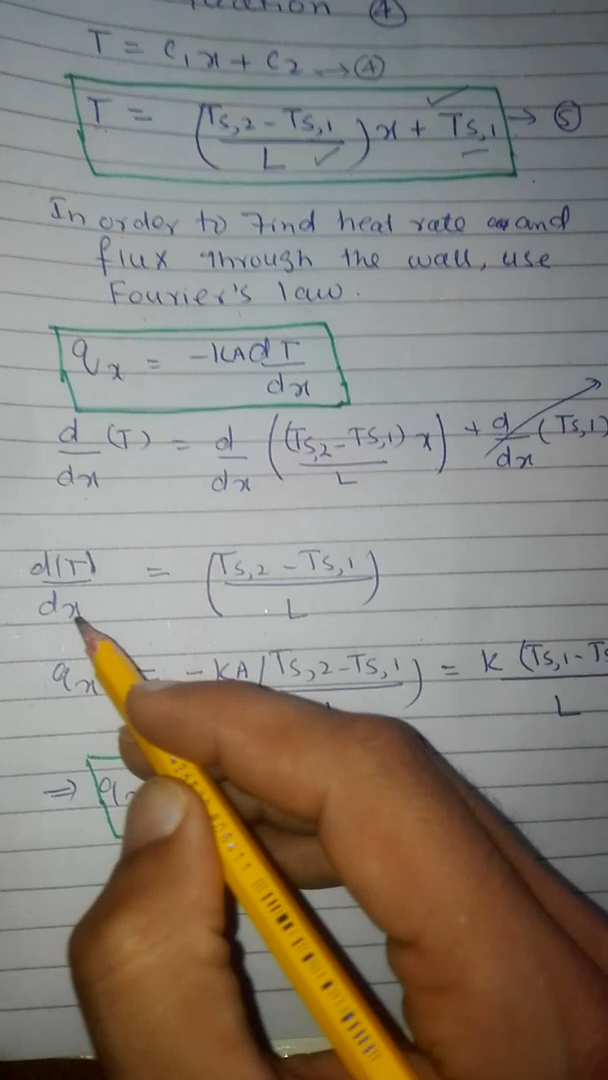 ④
T = C₁x + C₂ → ④
T = (Ts,2 - Ts,1 / L) x + Ts,1 → ⑤
In order to find heat rate and
flux through the wall, use
Fourier's law.
qx = -KA dT/dx
d/dx (T) = d/dx ((Ts,2 - Ts,1) x / L) + d/dx (Ts,1)
d(T)/dx = (Ts,2 - Ts,1 / L)
qx = -KA (Ts,2 - Ts,1 / L) = K (Ts,1 - Ts / L
⇒